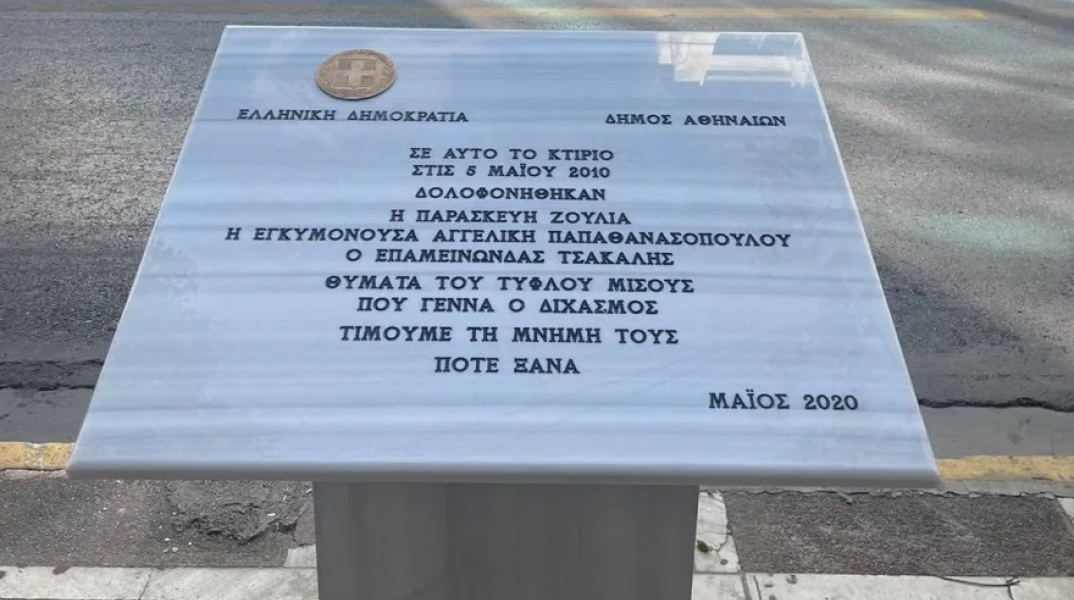 ΕΛΛΗΝΙΚΗ ΔΗΜΟΚΡΑΤΙΑ
ΔΗΜΟΣ ΑΘΗΝΑΙΩΝ
ΣΕ ΑΥΤΟ ΤΟ ΚΤΙΡΙΟ
ΣΤΙΣ 5 ΜΑΪΟΥ 2010
ΔΟΛΟΦΟΝΗΘΗΚΑΝ
Η ΠΑΡΑΣΚΕΥΗ ΖΟΥΛΙΑ
Η ΕΓΚΥΜΟΝΟΥΣΑ ΑΓΓΕΛΙΚΗ ΠΑΠΑΘΑΝΑΣΟΠΟΥΛΟΥ
Ο ΕΠΑΜΕΙΝΩΝΔΑΣ ΤΣΑΚΑΛΗΣ
ΘΥΜΑΤΑ ΤΟΥ ΤΥΦΛΟΥ ΜΙΣΟΥΣ
ΠΟΥ ΓΕΝΝΑ Ο ΔΙΧΑΣΜΟΣ
ΤΙΜΟΥΜΕ ΤΗ ΜΝΗΜΗ ΤΟΥΣ
ΠΟΤΕ ΞΑΝΑ
ΜΑΪΟΣ 2020